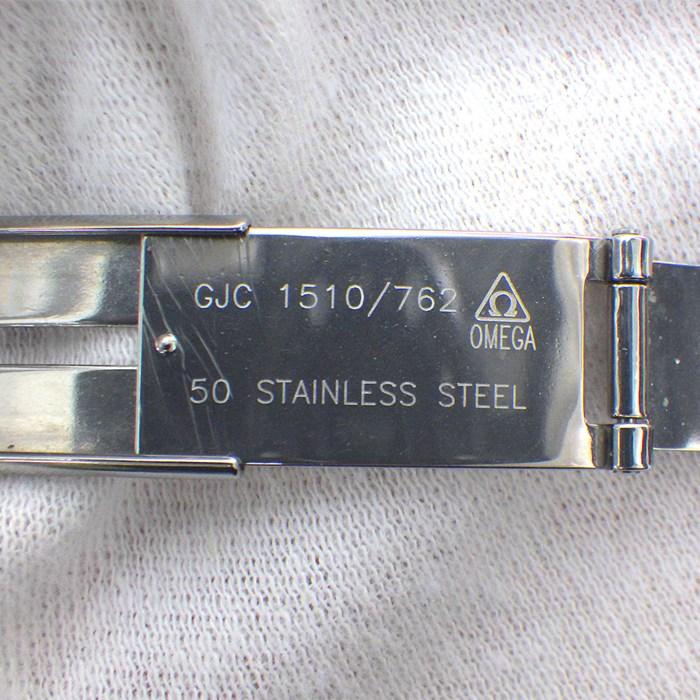 GJC 1510/762
Ω
OMEGA
50 STAINLESS STEEL